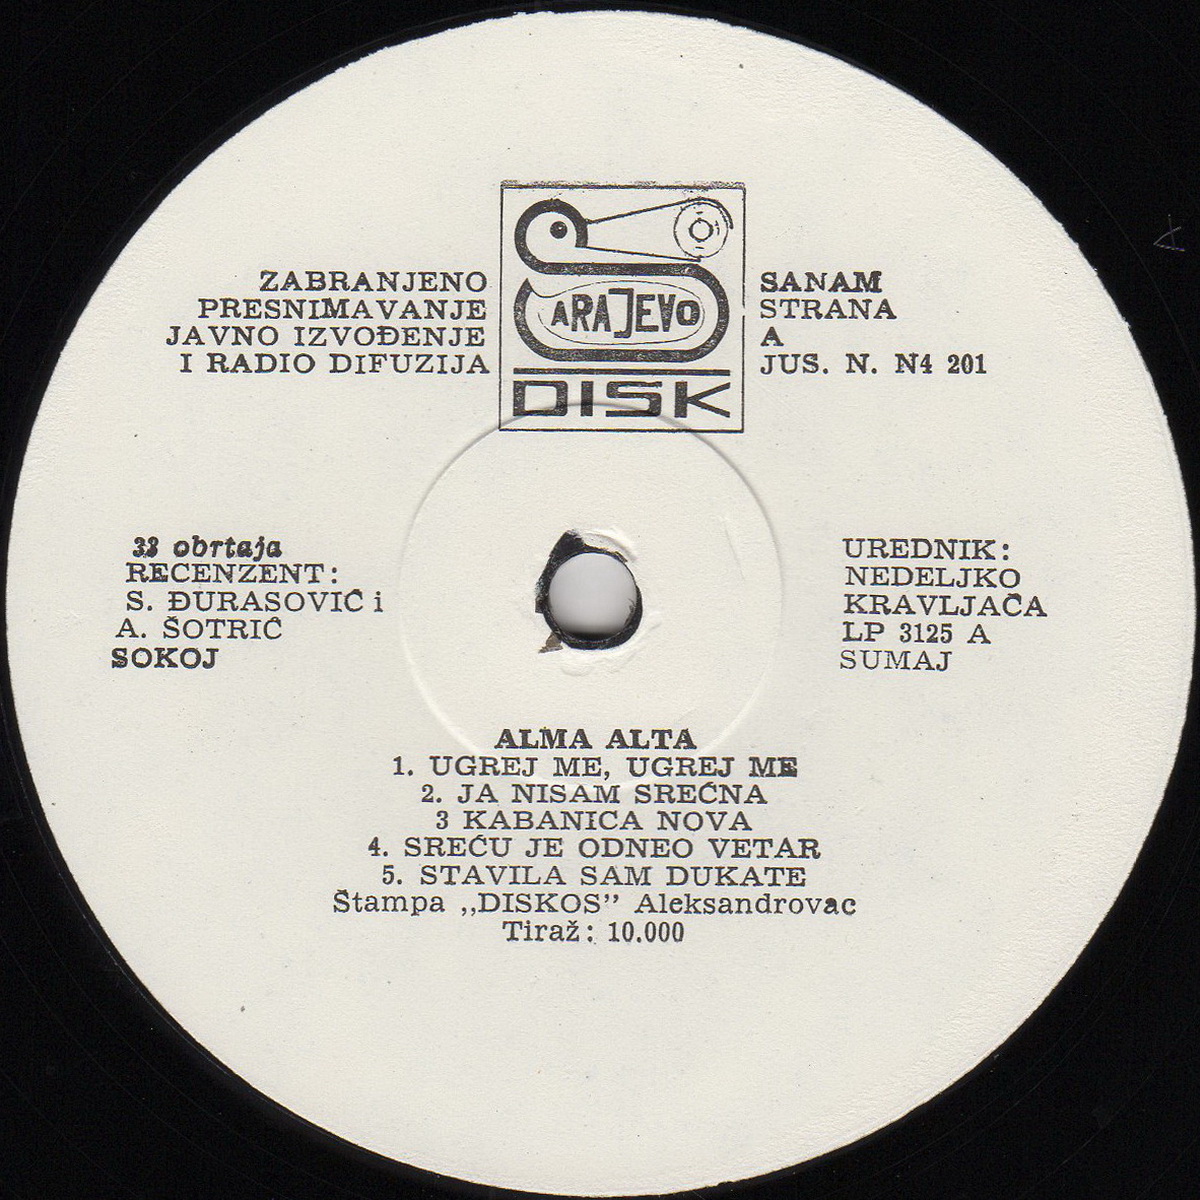 ZABRANJENO
PRESNIMAVANJE
JAVNO IZVOĐENJE
I RADIO DIFUZIJA
SARAJEVO
DISK
SANAM
STRANA
A
JUS. N. N4 201
33 obrtaja
RECENZENT:
S. ĐURASOVIĆ i
A. ŠOTRIĆ
SOKOJ
UREDNIK:
NEDELJKO
KRAVLJAČA
LP 3125 A
SUMAJ
ALMA ALTA
1. UGREJ ME, UGREJ ME
2. JA NISAM SREĆNA
3 KABANICA NOVA
4. SREĆU JE ODNEO VETAR
5. STAVILA SAM DUKATE
Štampa „DISKOS” Aleksandrovac
Tiraž: 10.000